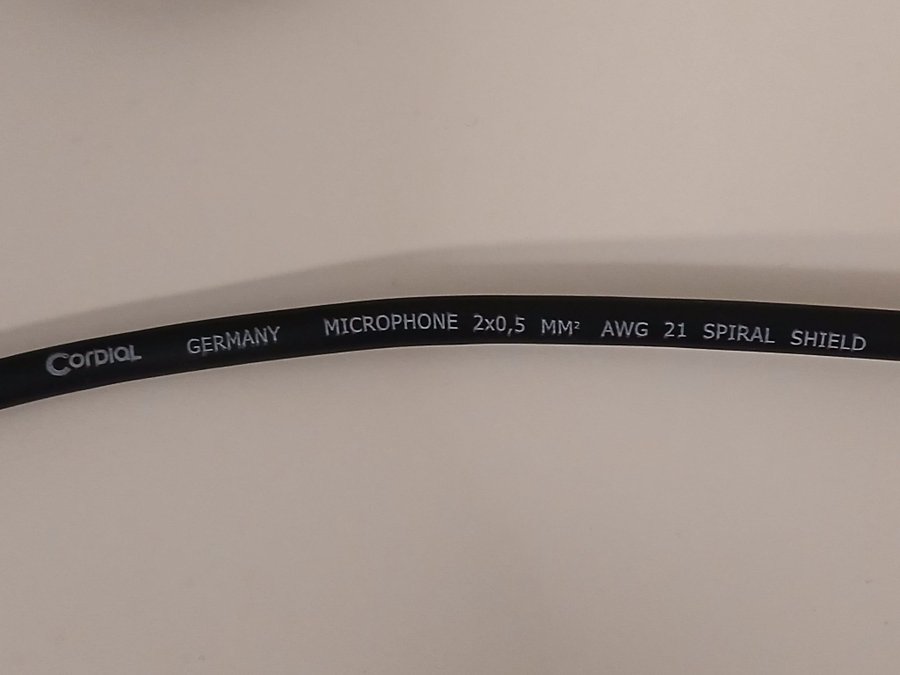 Cordial GERMANY MICROPHONE 2x0,5 MM² AWG 21 SPIRAL SHIELD